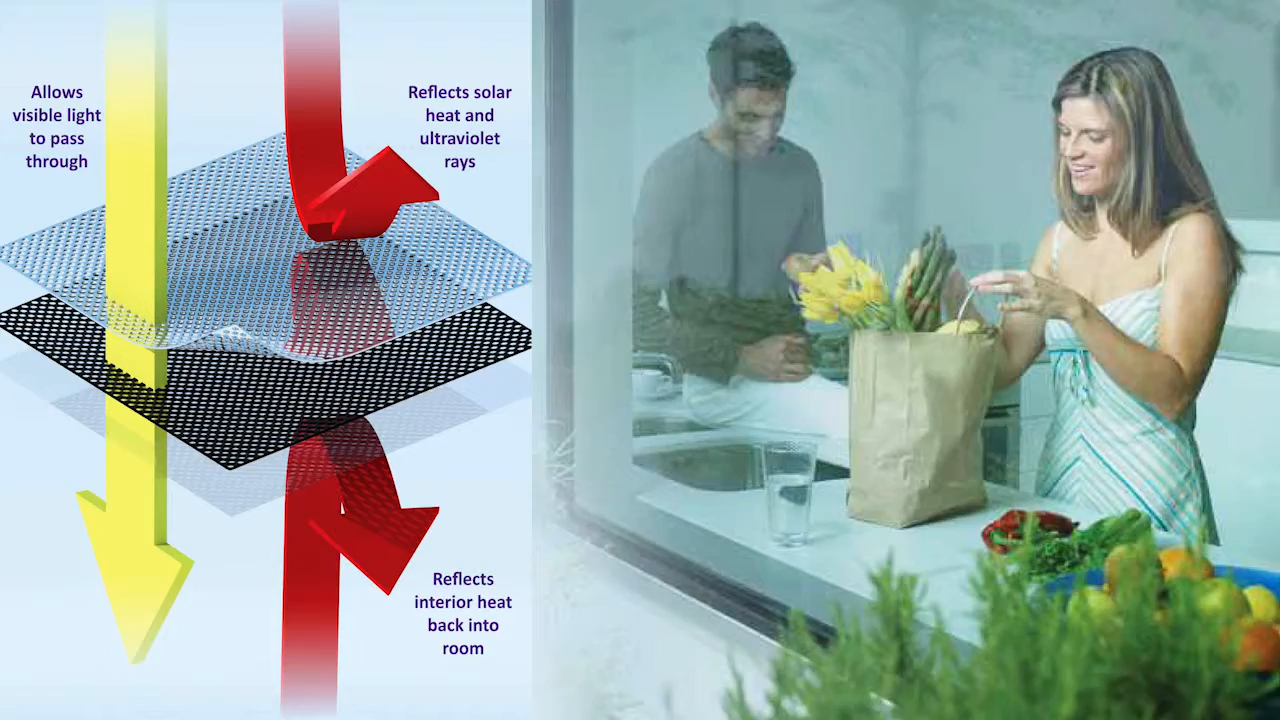 Allows
visible light
to pass
through
Reflects solar
heat and
ultraviolet
rays
Reflects
interior heat
back into
room